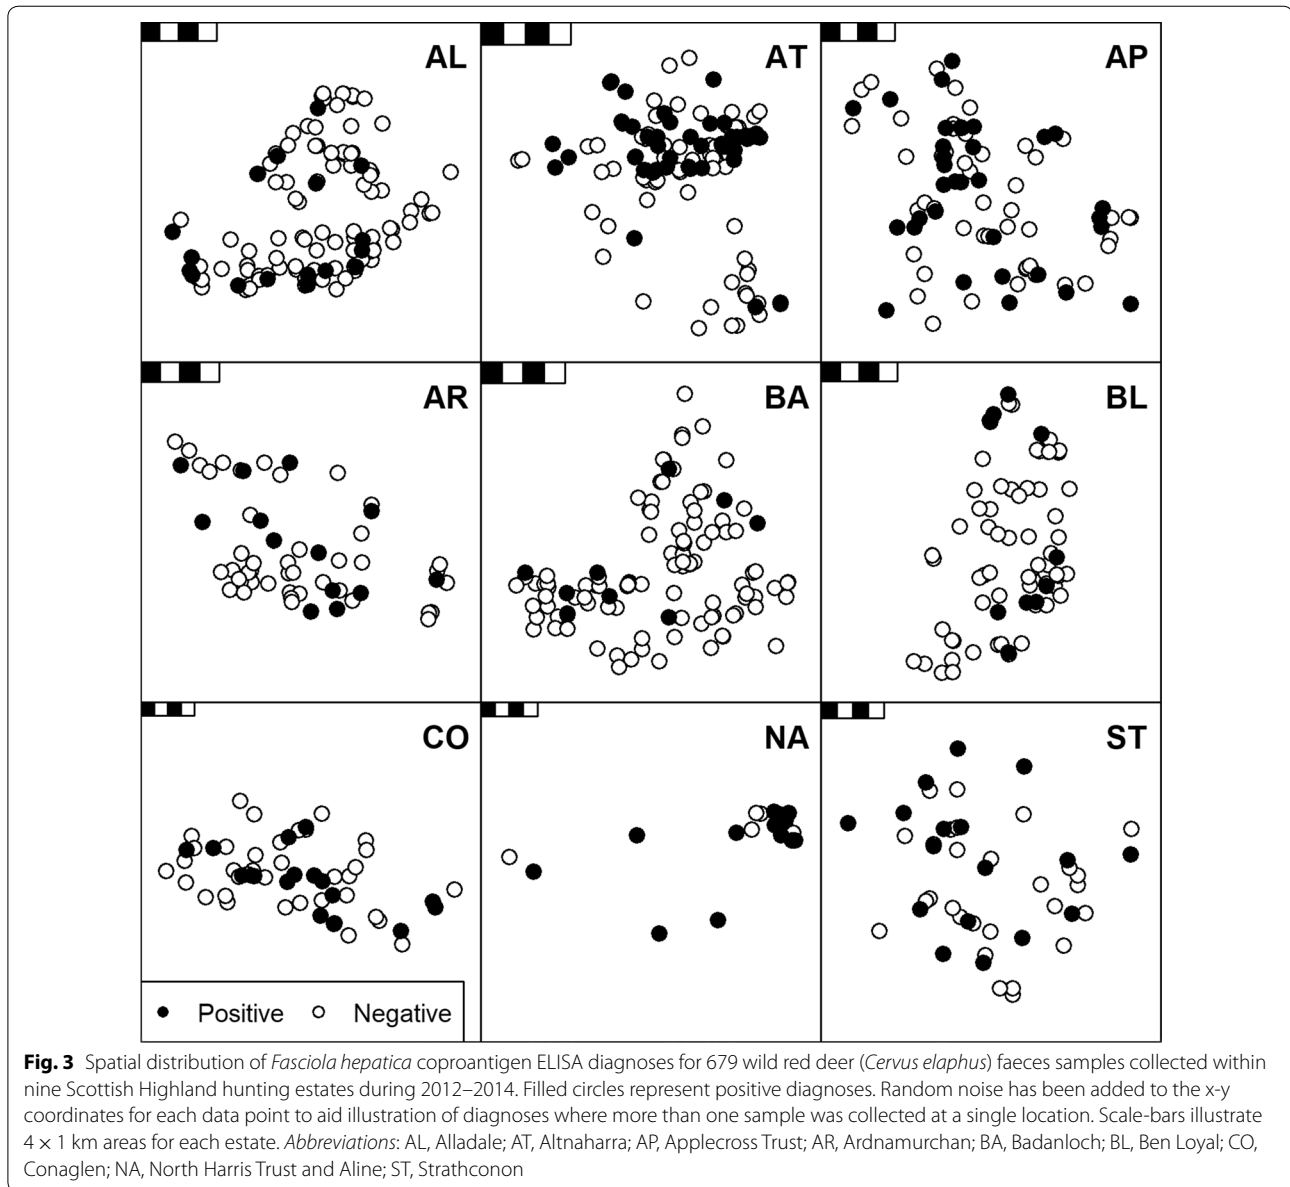 AL
AT
AP
AR
BA
BL
CO
NA
ST
Positive
Negative
Fig. 3 Spatial distribution of Fasciola hepatica coproantigen ELISA diagnoses for 679 wild red deer (Cervus elaphus) faeces samples collected within
nine Scottish Highland hunting estates during 2012–2014. Filled circles represent positive diagnoses. Random noise has been added to the x-y
coordinates for each data point to aid illustration of diagnoses where more than one sample was collected at a single location. Scale-bars illustrate
4 × 1 km areas for each estate. Abbreviations: AL, Alladale; AT, Altnaharra; AP, Applecross Trust; AR, Ardnamurchan; BA, Badanloch; BL, Ben Loyal; CO,
Conaglen; NA, North Harris Trust and Aline; ST, Strathconon